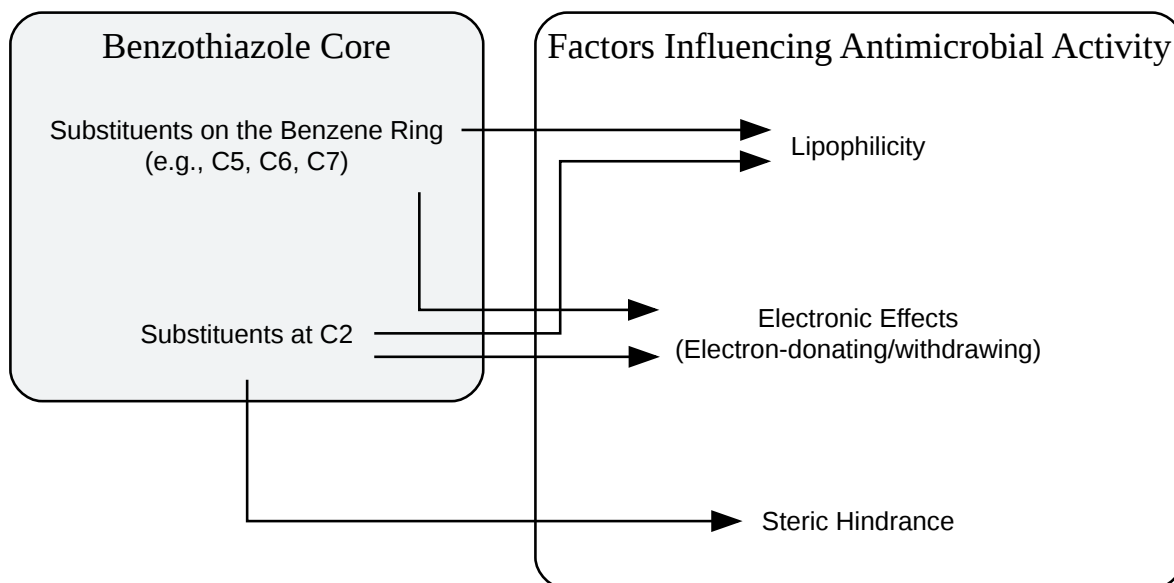 Benzothiazole Core
Substituents on the Benzene Ring
(e.g., C5, C6, C7)
Substituents at C2
Factors Influencing Antimicrobial Activity
Lipophilicity
Electronic Effects
(Electron-donating/withdrawing)
Steric Hindrance